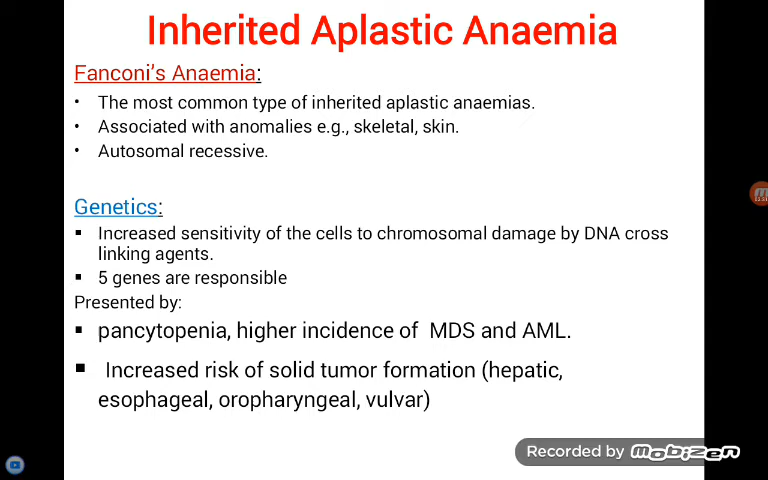 Inherited Aplastic Anaemia
Fanconi's Anaemia:
• The most common type of inherited aplastic anaemias.
• Associated with anomalies e.g., skeletal, skin.
• Autosomal recessive.
Genetics:
▪ Increased sensitivity of the cells to chromosomal damage by DNA cross
linking agents.
▪ 5 genes are responsible
Presented by:
▪ pancytopenia, higher incidence of MDS and AML.
▪ Increased risk of solid tumor formation (hepatic,
esophageal, oropharyngeal, vulvar)
Recorded by mobizen